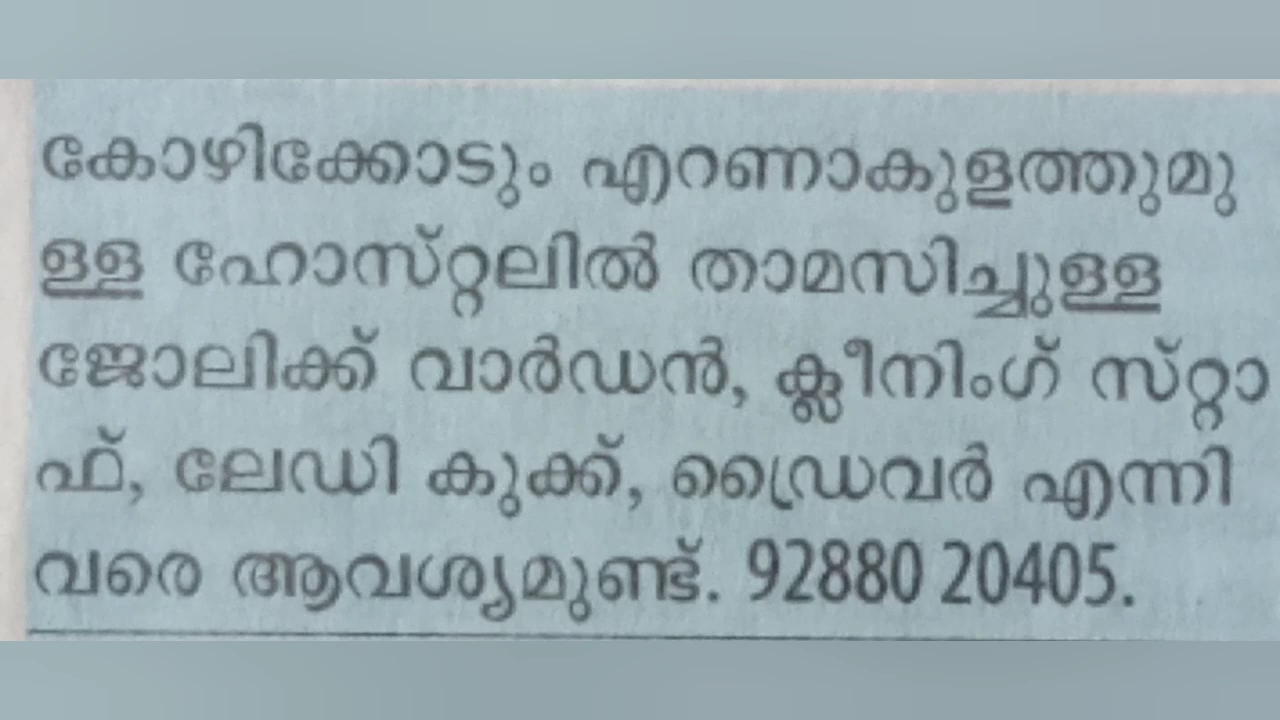 കോഴിക്കോടും എറണാകുളത്തുമു
ള്ള ഹോസ്റ്റലിൽ താമസിച്ചുള്ള
ജോലിക്ക് വാർഡൻ, ക്ലീനിംഗ് സ്റ്റാ
ഫ്, ലേഡി കുക്ക്, ഡ്രൈവർ എന്നി
വരെ ആവശ്യമുണ്ട്. 92880 20405.